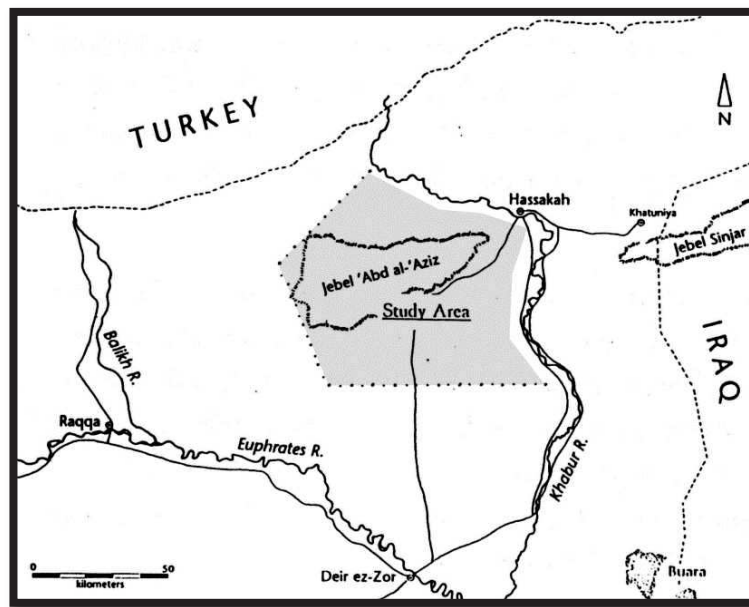 TURKEY
N
Hassakah
Khatuniya
Jebel Sinjar
Jebel 'Abd al-'Aziz
Study Area
IRAQ
Balikh R.
Raqqa
Euphrates R.
Khabur R.
Deir ez-Zor
Buara
0 50
kilometers